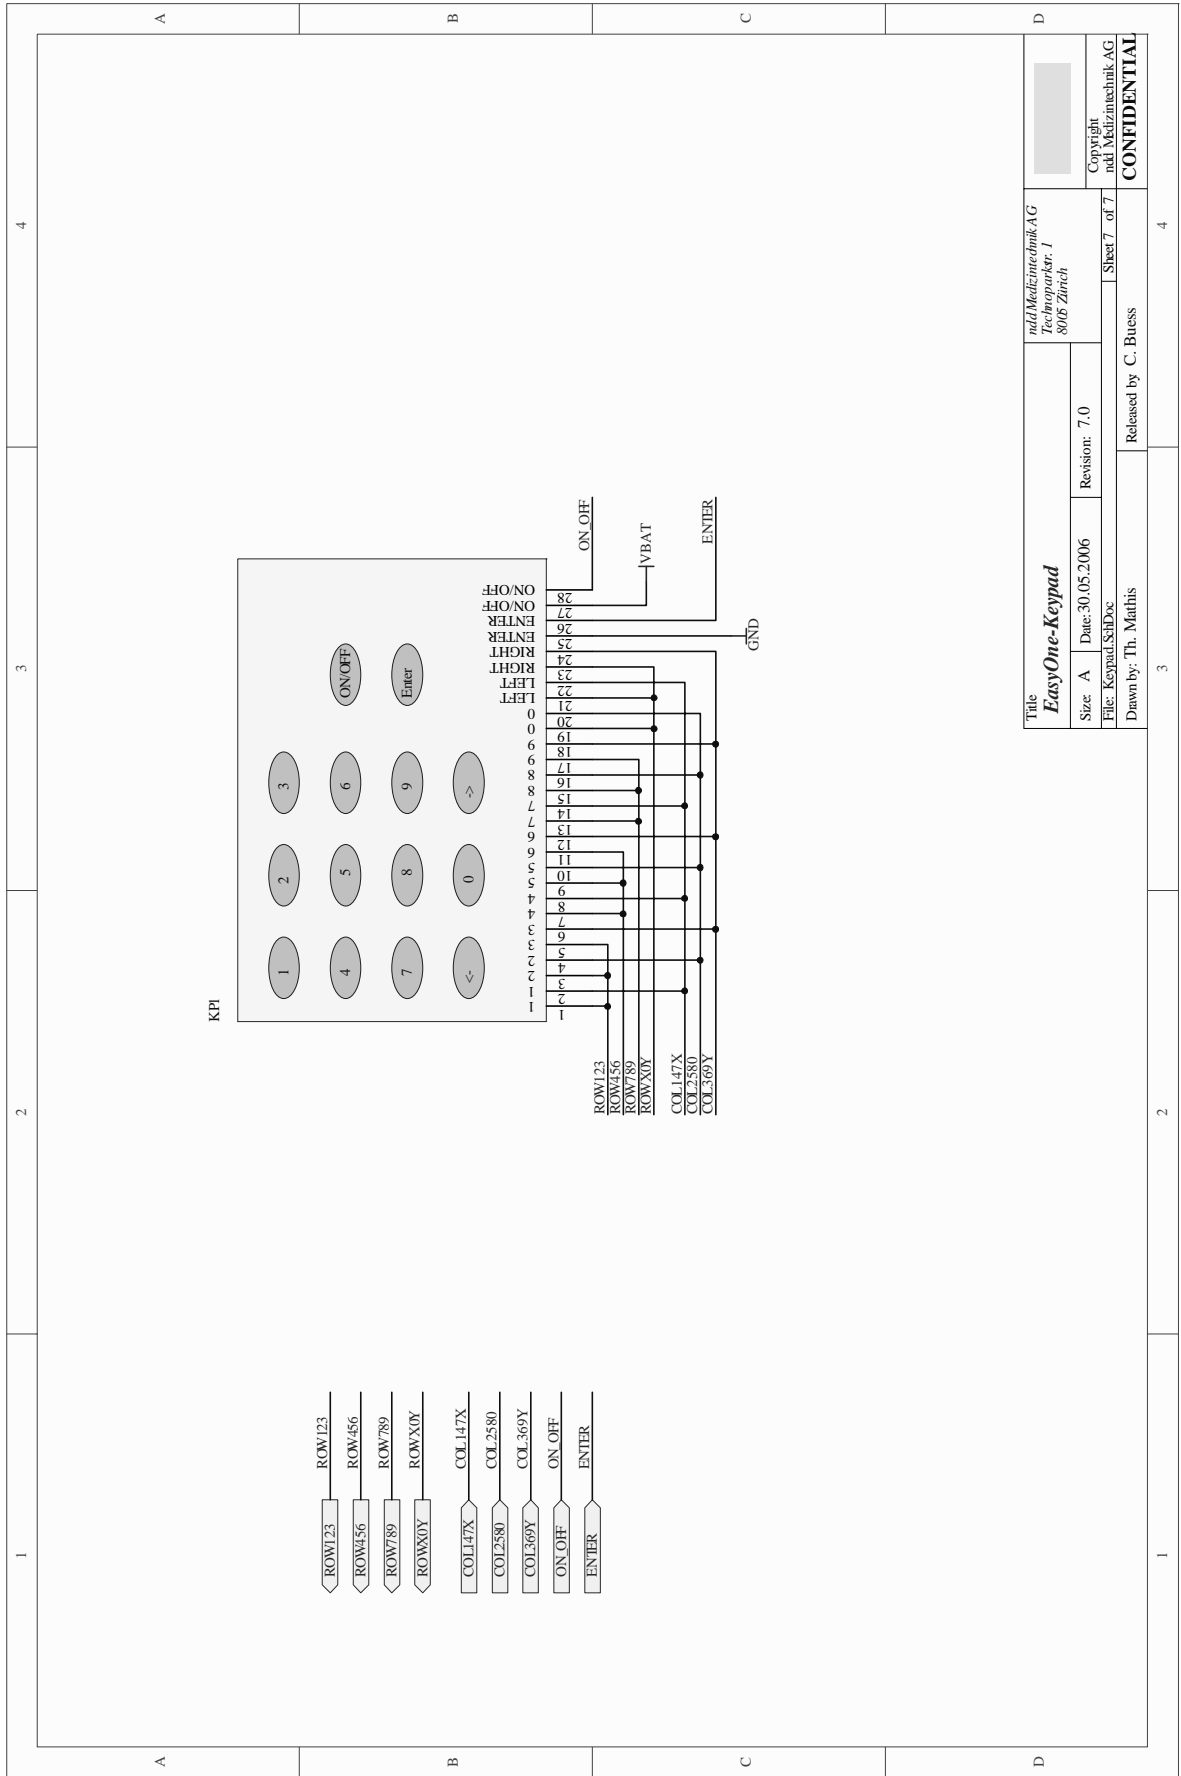 1
2
3
4
A
B
C
D
KP1
1
2
3
4
5
6
ON/OFF
7
8
9
Enter
<-
0
->
1
1
2
2
3
3
4
4
5
5
6
6
7
7
8
8
9
9
0
0
LEFT
LEFT
RIGHT
RIGHT
ENTER
ENTER
ON/OFF
ON/OFF
1
2
3
4
5
6
7
8
9
10
11
12
13
14
15
16
17
18
19
20
21
22
23
24
25
26
27
28
ON_OFF
VBAT
ENTER
GND
ROW123
ROW456
ROW789
ROWX0Y
COL147X
COL2580
COL369Y
ROW123 ROW123
ROW456 ROW456
ROW789 ROW789
ROWX0Y ROWX0Y
COL147X COL147X
COL2580 COL2580
COL369Y COL369Y
ON_OFF ON_OFF
ENTER ENTER
Title
EasyOne-Keypad
Size: A Date: 30.05.2006 Revision: 7.0
File: Keypad.SchDoc Sheet 7 of 7
Drawn by: Th. Mathis Released by C. Buess
ndd Medizintechnik AG
Technoparkstr. 1
8005 Zürich
Copyright
ndd Medizintechnik AG
CONFIDENTIAL
1
2
3
4
A
B
C
D